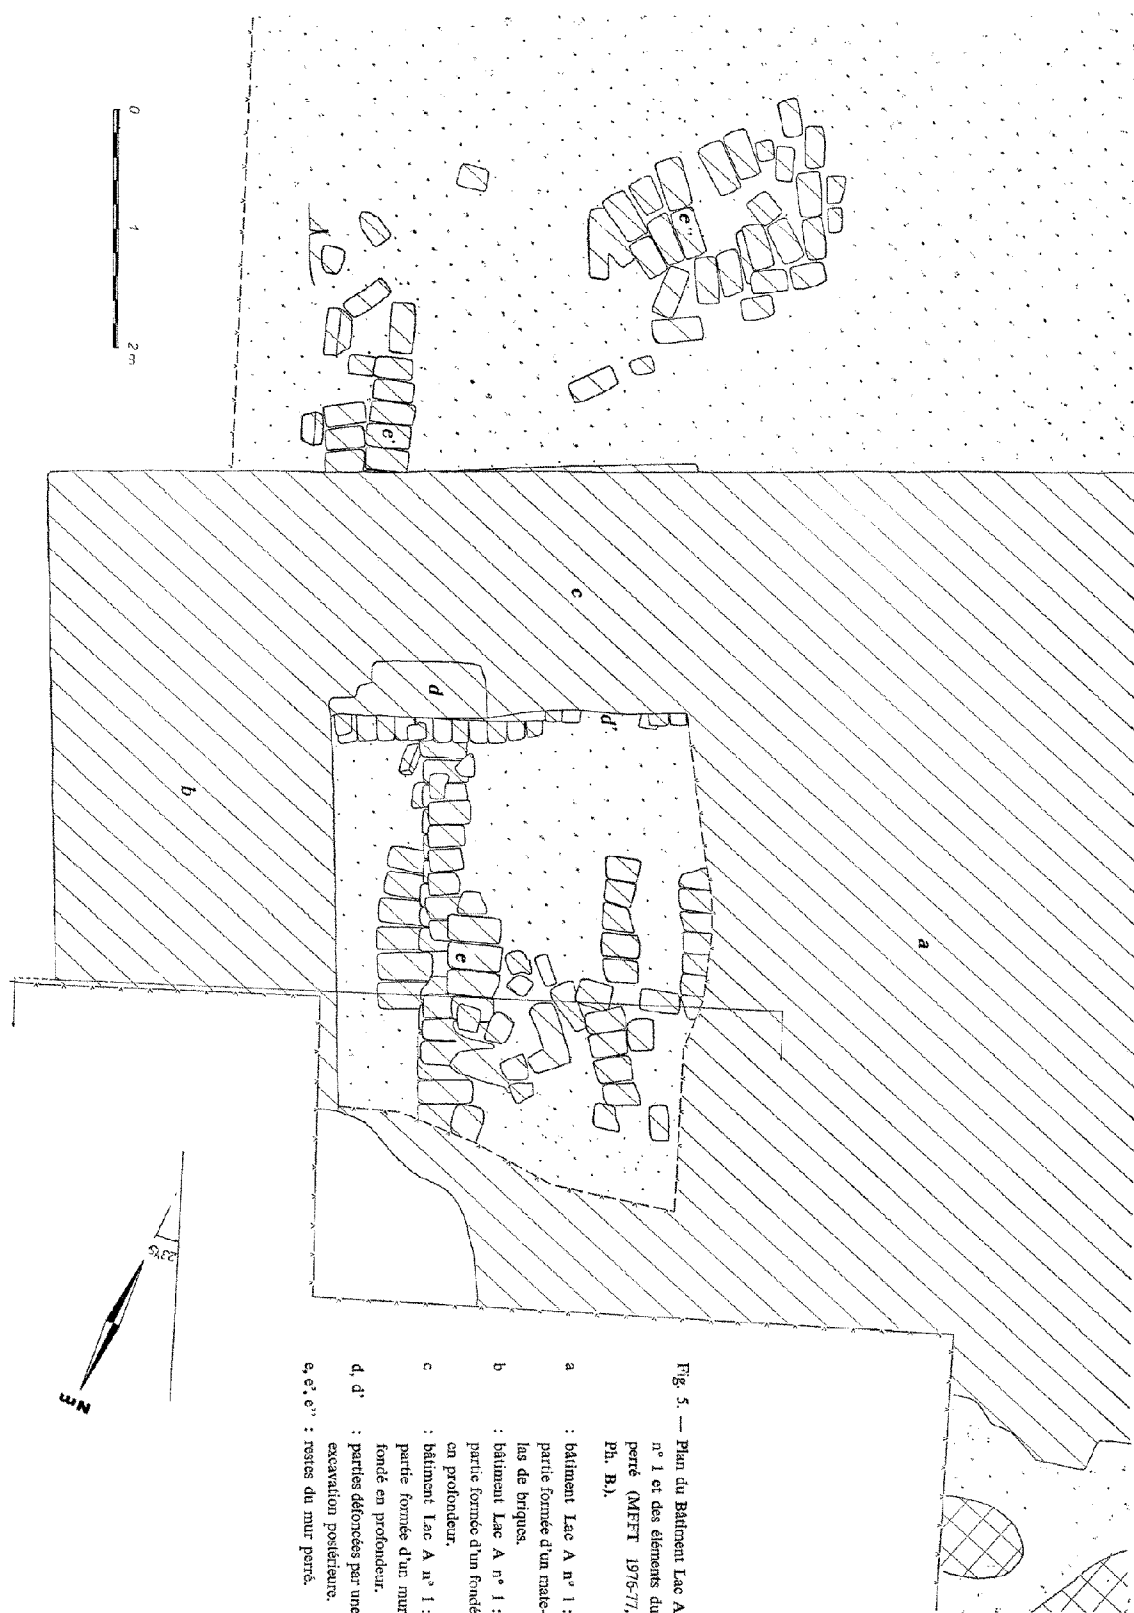 0
1
2 m
e''
e'
c
d
d'
b
a
e
Nm
Fig. 5. — Plan du Bâtiment Lac A
n° 1 et des éléments du
perré (MFFT 1976-77,
Ph. B.).
a : bâtiment Lac A n° 1 :
partie formée d'un mate-
las de briques.
b : bâtiment Lac A n° 1 :
partie formée d'un fondé
en profondeur.
c : bâtiment Lac A n° 1 :
partie formée d'un mur
fondé en profondeur.
d, d' : parties défoncées par une
excavation postérieure.
e, e', e'' : restes du mur perré.